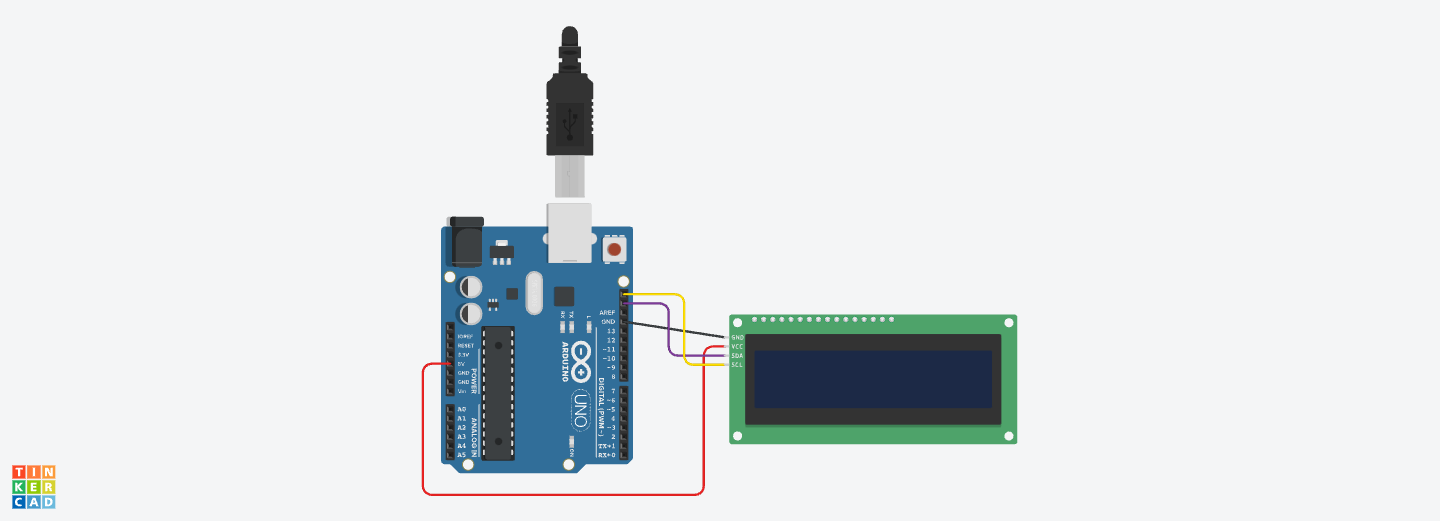 AREF
GND
13
12
~11
~10
~9
8
7
~6
~5
4
~3
2
TX→1
RX←0
DIGITAL (PWM~)
IOREF
RESET
3.3V
5V
GND
GND
Vin
POWER
A0
A1
A2
A3
A4
A5
ANALOG IN
RX
TX
L
ARDUINO
UNO
ON
GND
VCC
SDA
SCL
TIN
KER
CAD